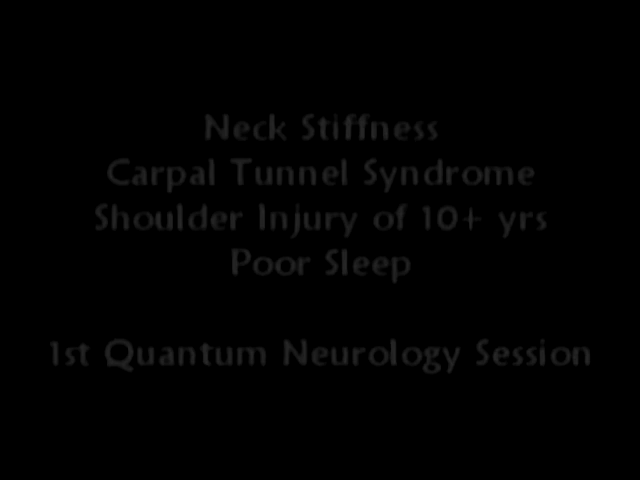 Neck Stiffness
Carpal Tunnel Syndrome
Shoulder Injury of 10+ yrs
Poor Sleep
1st Quantum Neurology Session